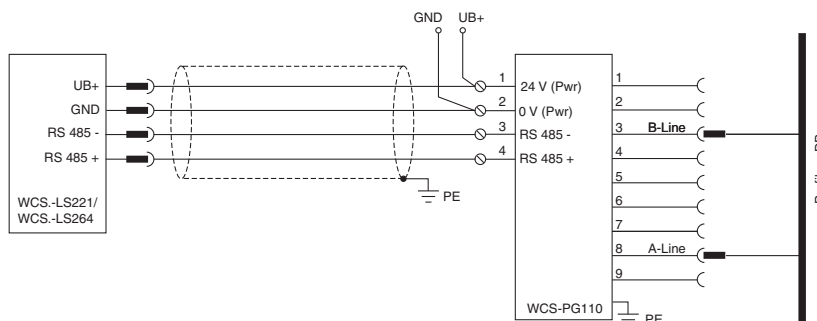 GND UB+
UB+ 1 24 V (Pwr) 1
GND 2 0 V (Pwr) 2
RS 485 - 3 RS 485 - 3 B-Line
RS 485 + 4 RS 485 + 4
5
PE
6
WCS.-LS221/
WCS.-LS264
7
8 A-Line
9
WCS-PG110
PE